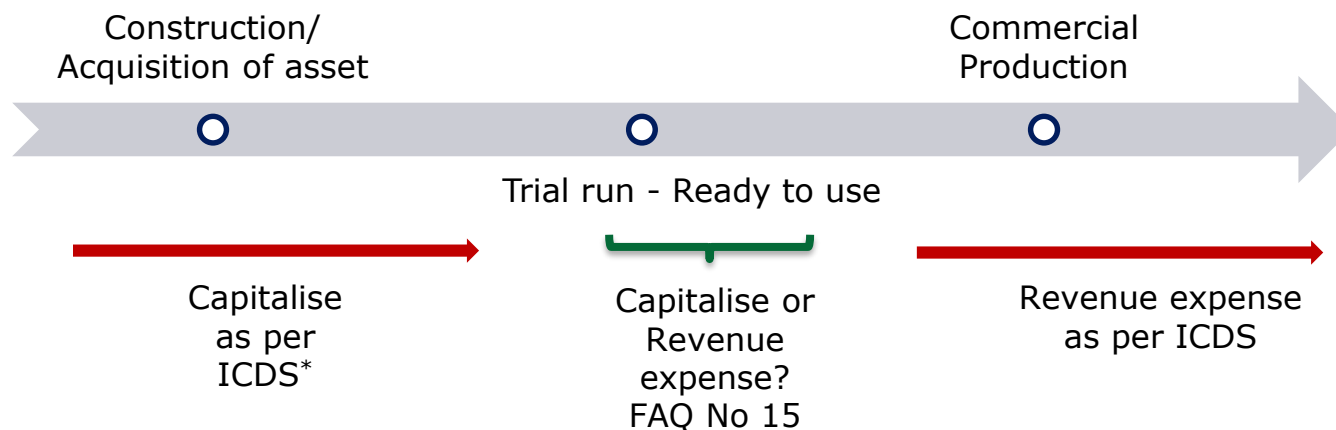 Construction/
Acquisition of asset
Commercial
Production
Trial run - Ready to use
Capitalise
as per
ICDS*
Capitalise or
Revenue
expense?
FAQ No 15
Revenue expense
as per ICDS